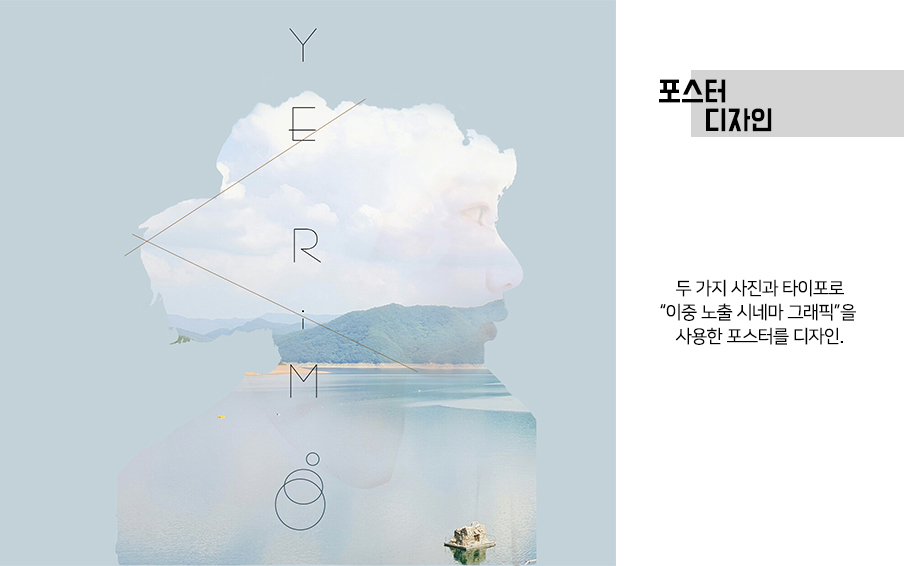 Y
E
R
i
M
포스터
디자인
두 가지 사진과 타이포로
“이중 노출 시네마 그래픽”을
사용한 포스터를 디자인.